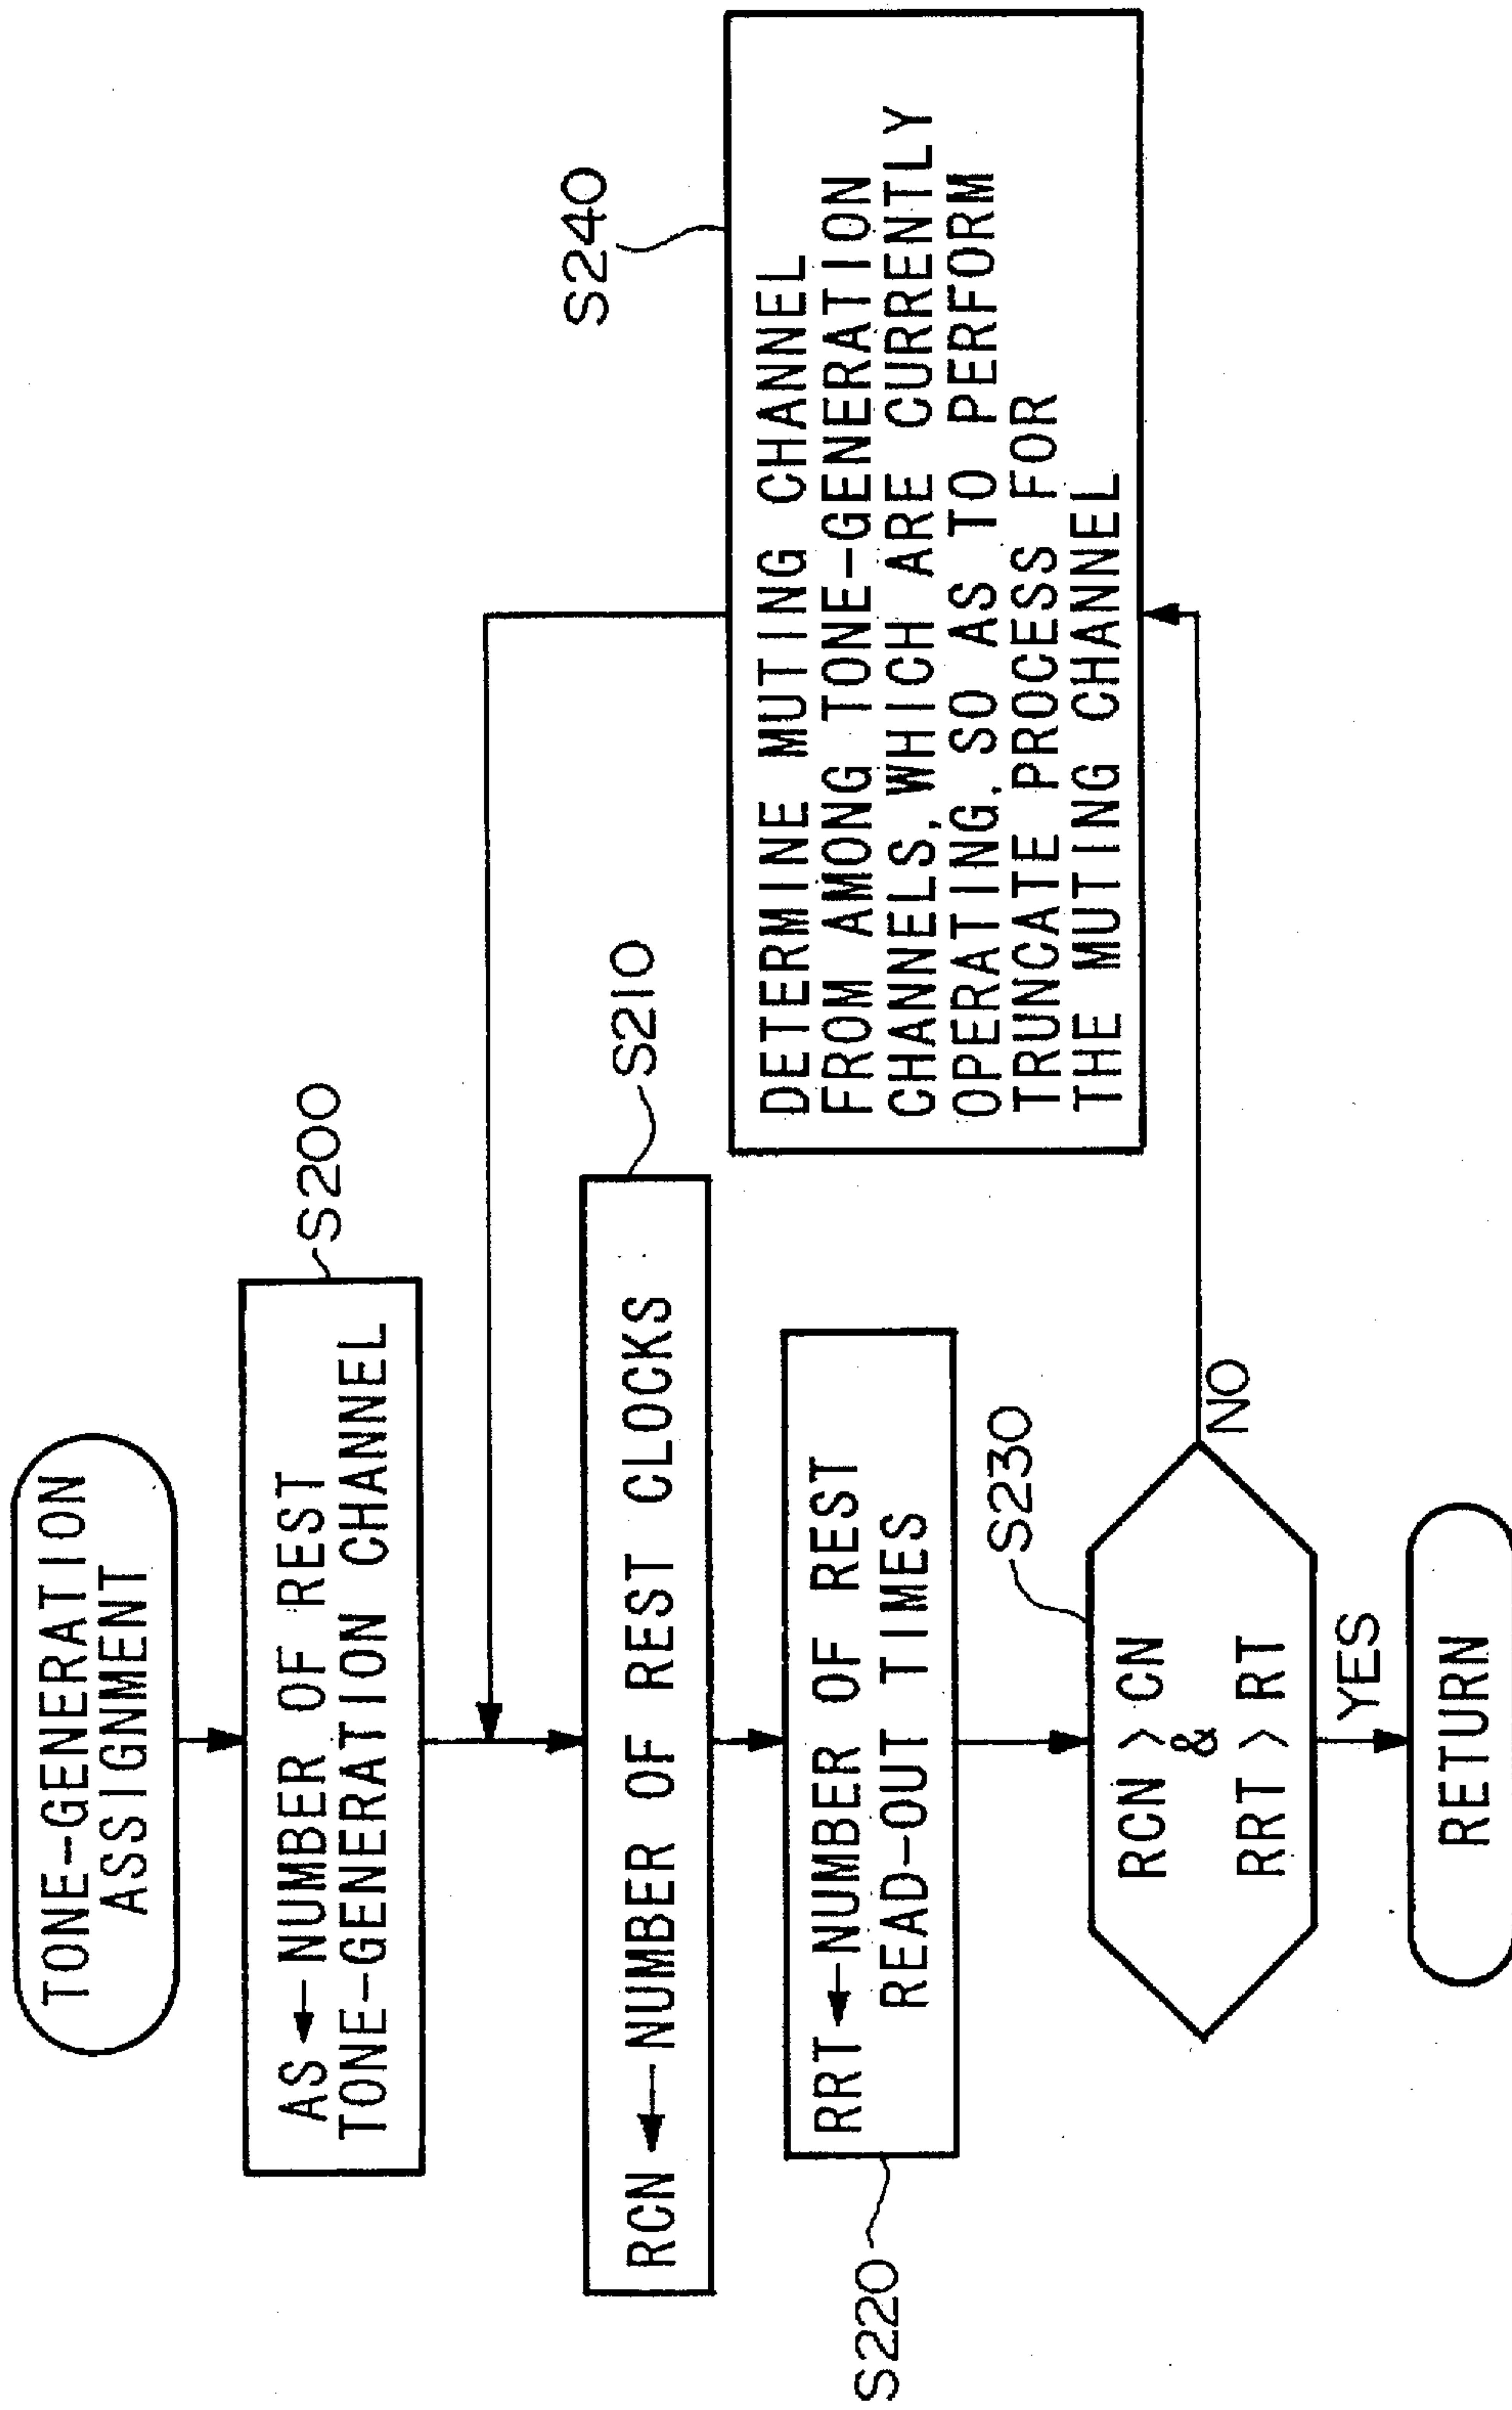 TONE-GENERATION
ASSIGNMENT
S200
AS←NUMBER OF REST
TONE-GENERATION CHANNEL
S210
RCN←NUMBER OF REST CLOCKS
S220
RRT←NUMBER OF REST
READ-OUT TIMES
S230
RCN > CN
&
RRT > RT
NO
YES
RETURN
S240
DETERMINE MUTING CHANNEL
FROM AMONG TONE-GENERATION
CHANNELS, WHICH ARE CURRENTLY
OPERATING, SO AS TO PERFORM
TRUNCATE PROCESS FOR
THE MUTING CHANNEL